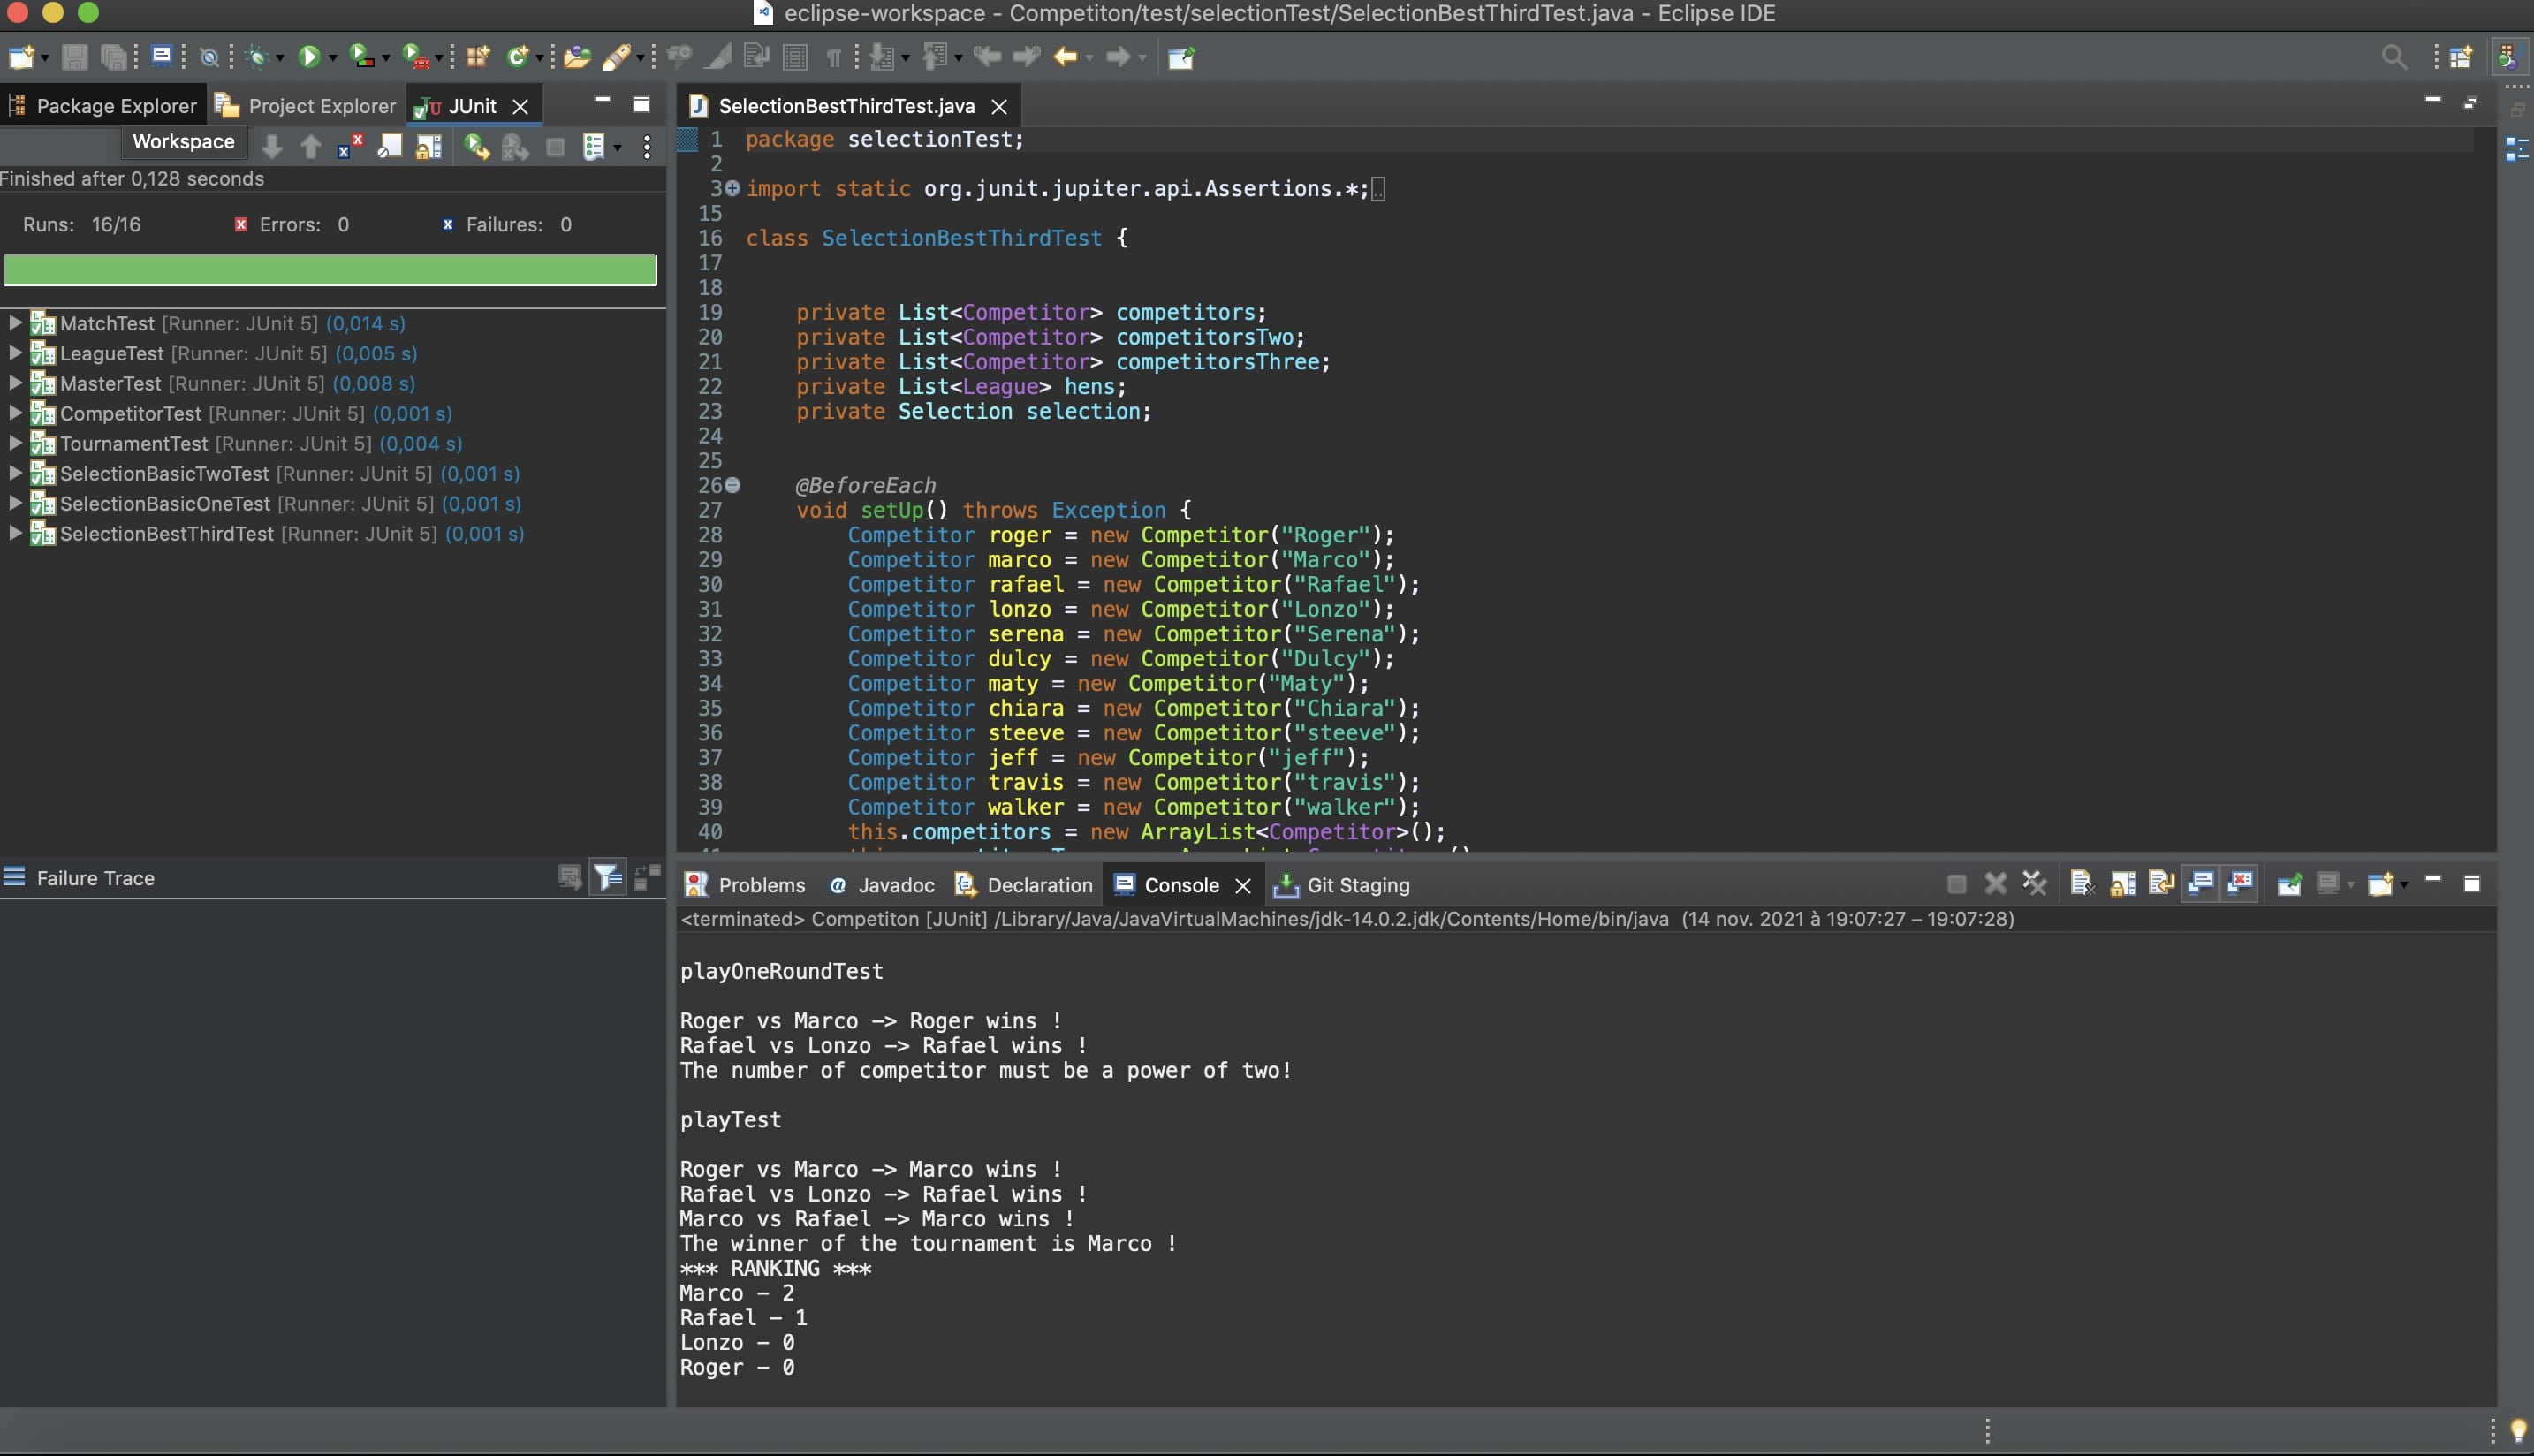 eclipse-workspace - Competiton/test/selectionTest/SelectionBestThirdTest.java - Eclipse IDE
Package Explorer
Project Explorer
JUnit
Workspace
Finished after 0,128 seconds
Runs: 16/16
Errors: 0
Failures: 0
MatchTest [Runner: JUnit 5] (0,014 s)
LeagueTest [Runner: JUnit 5] (0,005 s)
MasterTest [Runner: JUnit 5] (0,008 s)
CompetitorTest [Runner: JUnit 5] (0,001 s)
TournamentTest [Runner: JUnit 5] (0,004 s)
SelectionBasicTwoTest [Runner: JUnit 5] (0,001 s)
SelectionBasicOneTest [Runner: JUnit 5] (0,001 s)
SelectionBestThirdTest [Runner: JUnit 5] (0,001 s)
Failure Trace
SelectionBestThirdTest.java
1 package selectionTest;
2
3 import static org.junit.jupiter.api.Assertions.*;
15
16 class SelectionBestThirdTest {
17
18
19 private List<Competitor> competitors;
20 private List<Competitor> competitorsTwo;
21 private List<Competitor> competitorsThree;
22 private List<League> hens;
23 private Selection selection;
24
25
26 @BeforeEach
27 void setUp() throws Exception {
28 Competitor roger = new Competitor("Roger");
29 Competitor marco = new Competitor("Marco");
30 Competitor rafael = new Competitor("Rafael");
31 Competitor lonzo = new Competitor("Lonzo");
32 Competitor serena = new Competitor("Serena");
33 Competitor dulcy = new Competitor("Dulcy");
34 Competitor maty = new Competitor("Maty");
35 Competitor chiara = new Competitor("Chiara");
36 Competitor steeve = new Competitor("steeve");
37 Competitor jeff = new Competitor("jeff");
38 Competitor travis = new Competitor("travis");
39 Competitor walker = new Competitor("walker");
40 this.competitors = new ArrayList<Competitor>();
Problems
Javadoc
Declaration
Console
Git Staging
<terminated> Competiton [JUnit] /Library/Java/JavaVirtualMachines/jdk-14.0.2.jdk/Contents/Home/bin/java (14 nov. 2021 à 19:07:27 – 19:07:28)
playOneRoundTest
Roger vs Marco -> Roger wins !
Rafael vs Lonzo -> Rafael wins !
The number of competitor must be a power of two!
playTest
Roger vs Marco -> Marco wins !
Rafael vs Lonzo -> Rafael wins !
Marco vs Rafael -> Marco wins !
The winner of the tournament is Marco !
*** RANKING ***
Marco - 2
Rafael - 1
Lonzo - 0
Roger - 0